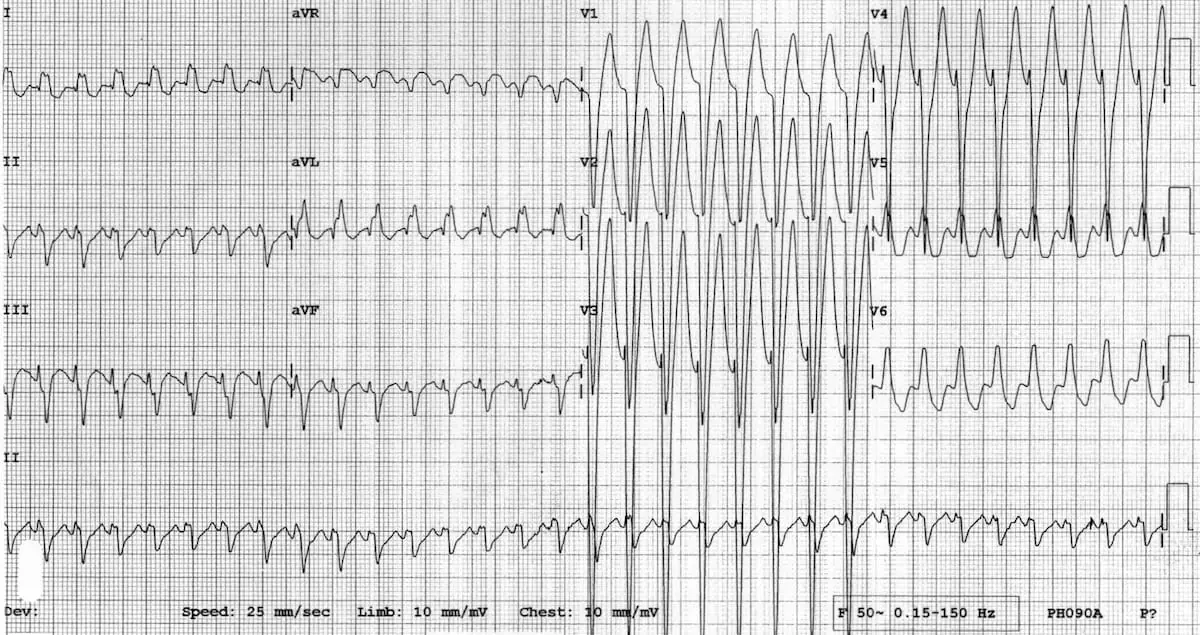 I aVR V1 V4
II aVL V2 V5
III aVF V3 V6
II
Dev: Speed: 25 mm/sec Limb: 10 mm/mV Chest: 10 mm/mV F 50~ 0.15-150 Hz PH090A P?